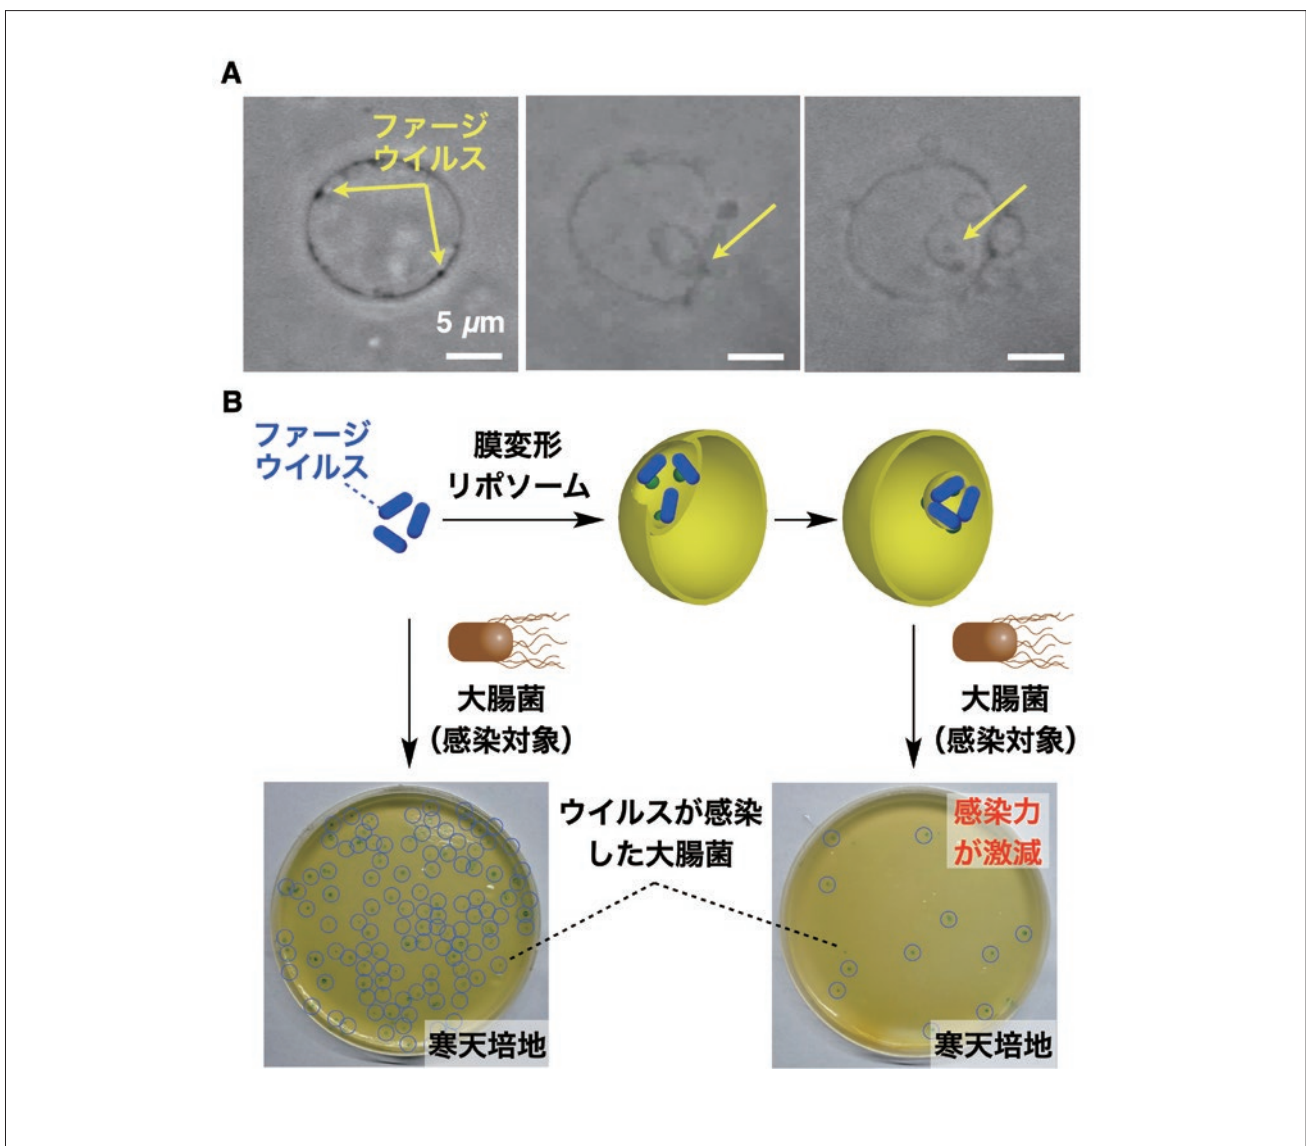 A
ファージ
ウイルス
5 μm
B
ファージ
ウイルス
膜変形
リポソーム
大腸菌
（感染対象）
大腸菌
（感染対象）
ウイルスが感染
した大腸菌
感染力
が激減
寒天培地
寒天培地